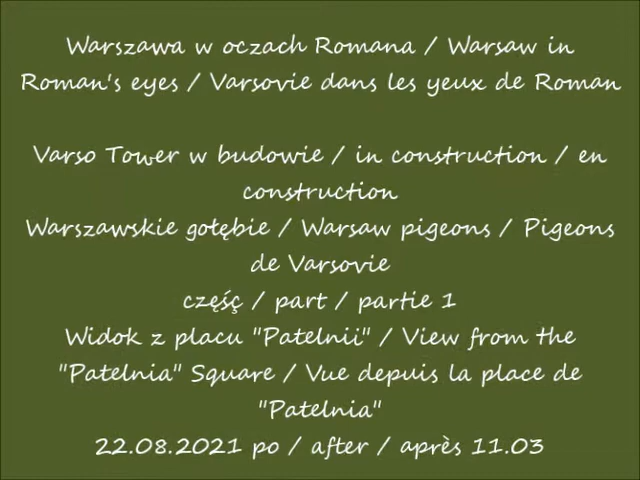 Warszawa w oczach Romana / Warsaw in
Roman's eyes / Varsovie dans les yeux de Roman
Varso Tower w budowie / in construction / en
construction
Warszawskie gołębie / Warsaw pigeons / Pigeons
de Varsovie
częśç / part / partie 1
Widok z placu "Patelnii" / View from the
"Patelnia" Square / Vue depuis la place de
"Patelnia"
22.08.2021 po / after / après 11.03